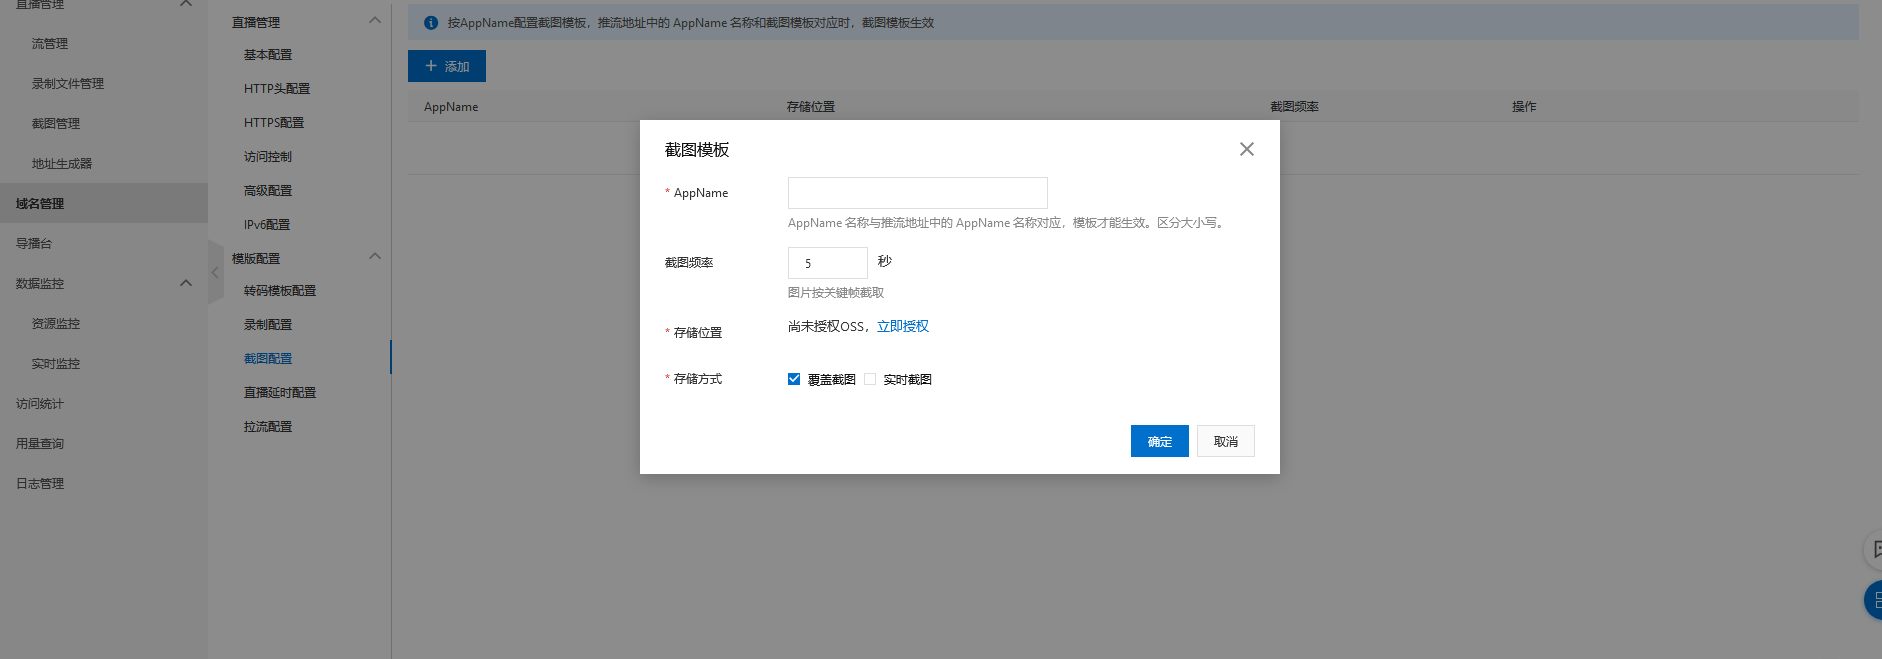 直播管理
流管理
录制文件管理
截图管理
地址生成器
域名管理
导播台
数据监控
资源监控
实时监控
访问统计
用量查询
日志管理
直播管理
基本配置
HTTP头配置
HTTPS配置
访问控制
高级配置
IPv6配置
模版配置
转码模板配置
录制配置
截图配置
直播延时配置
拉流配置
按AppName配置截图模板，推流地址中的 AppName 名称和截图模板对应时，截图模板生效
添加
AppName 存储位置 截图频率 操作
截图模板
* AppName
AppName 名称与推流地址中的 AppName 名称对应，模板才能生效。区分大小写。
截图频率 5 秒
图片按关键帧截取
* 存储位置 尚未授权OSS，立即授权
* 存储方式 覆盖截图 实时截图
确定 取消